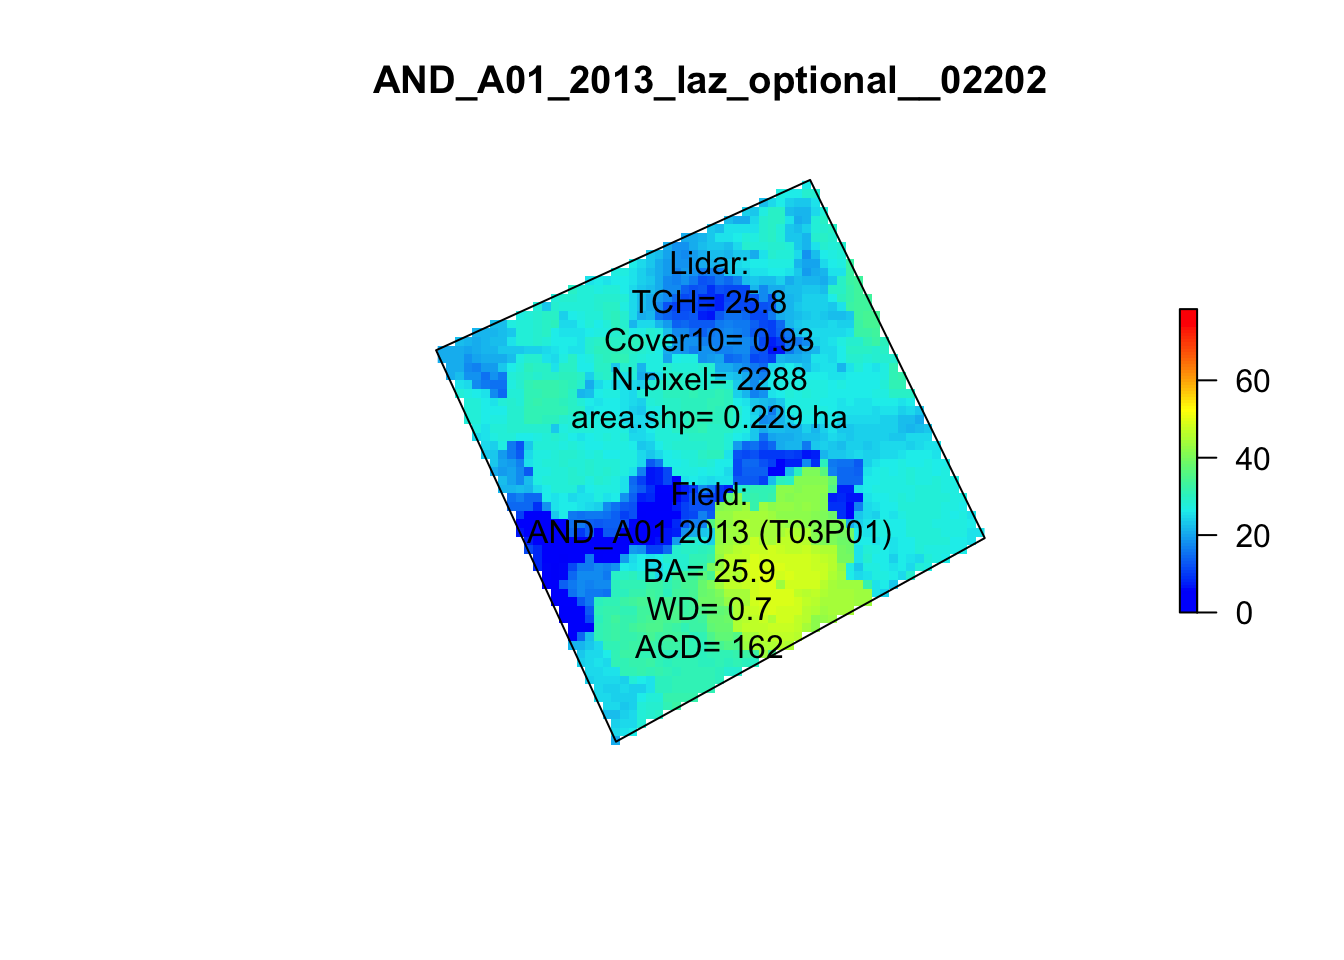 AND_A01_2013_laz_optional__02202
Lidar:
TCH= 25.8
Cover10= 0.93
N.pixel= 2288
area.shp= 0.229 ha
Field:
AND_A01 2013 (T03P01)
BA= 25.9
WD= 0.7
ACD= 162
60
40
20
0